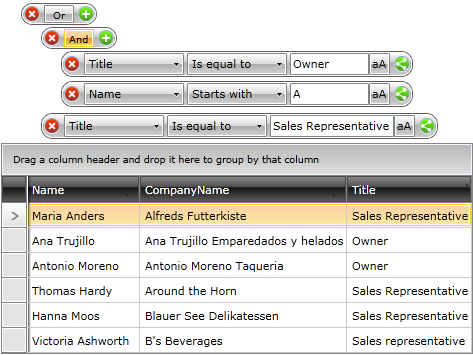 Or
And
Title Is equal to Owner aA
Name Starts with A aA
Title Is equal to Sales Representative aA
Drag a column header and drop it here to group by that column
Name CompanyName Title
Maria Anders Alfreds Futterkiste Sales Representative
Ana Trujillo Ana Trujillo Emparedados y helados Owner
Antonio Moreno Antonio Moreno Taqueria Owner
Thomas Hardy Around the Horn Sales Representative
Hanna Moos Blauer See Delikatessen Sales Representative
Victoria Ashworth B's Beverages Sales representative